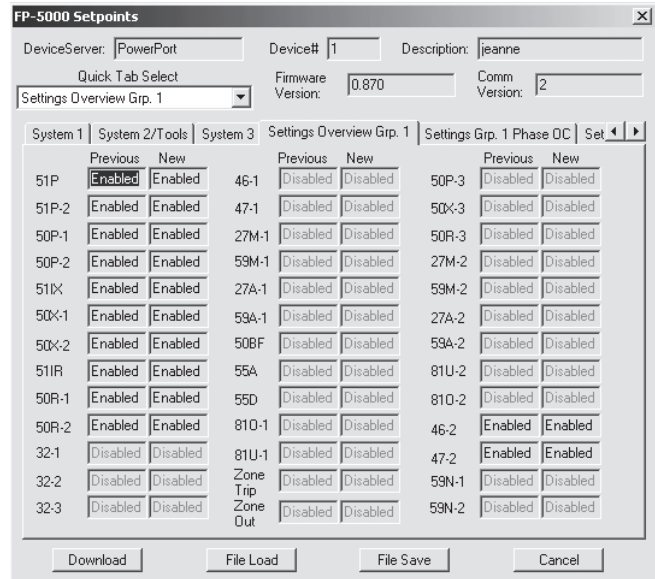 FP-5000 Setpoints
DeviceServer: PowerPort Device# 1 Description: jeanne
Quick Tab Select
Settings Overview Grp. 1
Firmware Version: 0.870
Comm Version: 2
System 1 System 2/Tools System 3 Settings Overview Grp. 1 Settings Grp. 1 Phase OC Set
Previous New Previous New Previous New
51P Enabled Enabled 46-1 Disabled Disabled 50P-3 Disabled Disabled
51P-2 Enabled Enabled 47-1 Disabled Disabled 50X-3 Disabled Disabled
50P-1 Enabled Enabled 27M-1 Disabled Disabled 50R-3 Disabled Disabled
50P-2 Enabled Enabled 59M-1 Disabled Disabled 27M-2 Disabled Disabled
51IX Enabled Enabled 27A-1 Disabled Disabled 59M-2 Disabled Disabled
50X-1 Enabled Enabled 59A-1 Disabled Disabled 27A-2 Disabled Disabled
50X-2 Enabled Enabled 50BF Disabled Disabled 59A-2 Disabled Disabled
51IR Enabled Enabled 55A Disabled Disabled 81U-2 Disabled Disabled
50R-1 Enabled Enabled 55D Disabled Disabled 81O-2 Disabled Disabled
50R-2 Enabled Enabled 81O-1 Disabled Disabled 46-2 Enabled Enabled
32-1 Disabled Disabled 81U-1 Disabled Disabled 47-2 Enabled Enabled
32-2 Disabled Disabled Zone Trip Disabled Disabled 59N-1 Disabled Disabled
32-3 Disabled Disabled Zone Out Disabled Disabled 59N-2 Disabled Disabled
Download File Load File Save Cancel